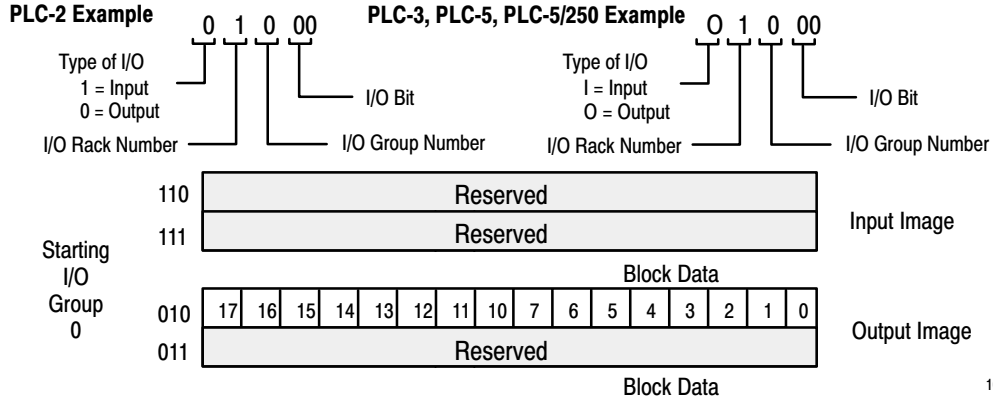 PLC-2 Example
0 1 0 00
Type of I/O
1 = Input
0 = Output
I/O Rack Number
I/O Bit
I/O Group Number
PLC-3, PLC-5, PLC-5/250 Example
O 1 0 00
Type of I/O
I = Input
O = Output
I/O Rack Number
I/O Bit
I/O Group Number
Starting
I/O
Group
0
110 Reserved
111 Reserved
Input Image
Block Data
010 17 16 15 14 13 12 11 10 7 6 5 4 3 2 1 0
011 Reserved
Output Image
Block Data
1